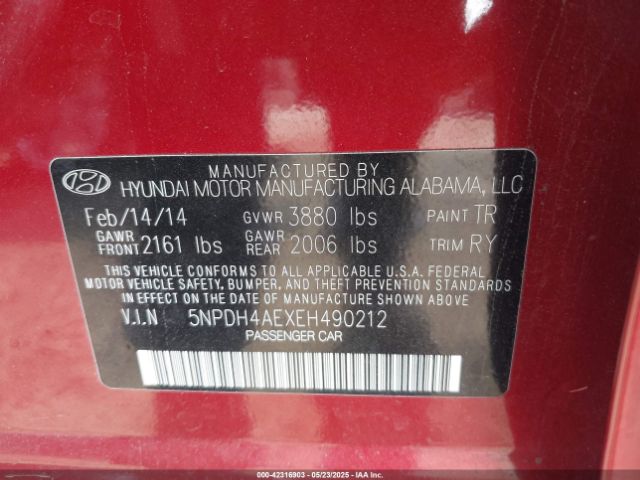 MANUFACTURED BY
HYUNDAI MOTOR MANUFACTURING ALABAMA, LLC
Feb/14/14 GVWR 3880 lbs PAINT TR
GAWR FRONT 2161 lbs GAWR REAR 2006 lbs TRIM RY
THIS VEHICLE CONFORMS TO ALL APPLICABLE U.S.A. FEDERAL
MOTOR VEHICLE SAFETY, BUMPER, AND THEFT PREVENTION STANDARDS
IN EFFECT ON THE DATE OF MANUFACTURE SHOWN ABOVE.
V.I.N 5NPDH4AEXEH490212
PASSENGER CAR
000-42316903 - 05/23/2025 - 54382